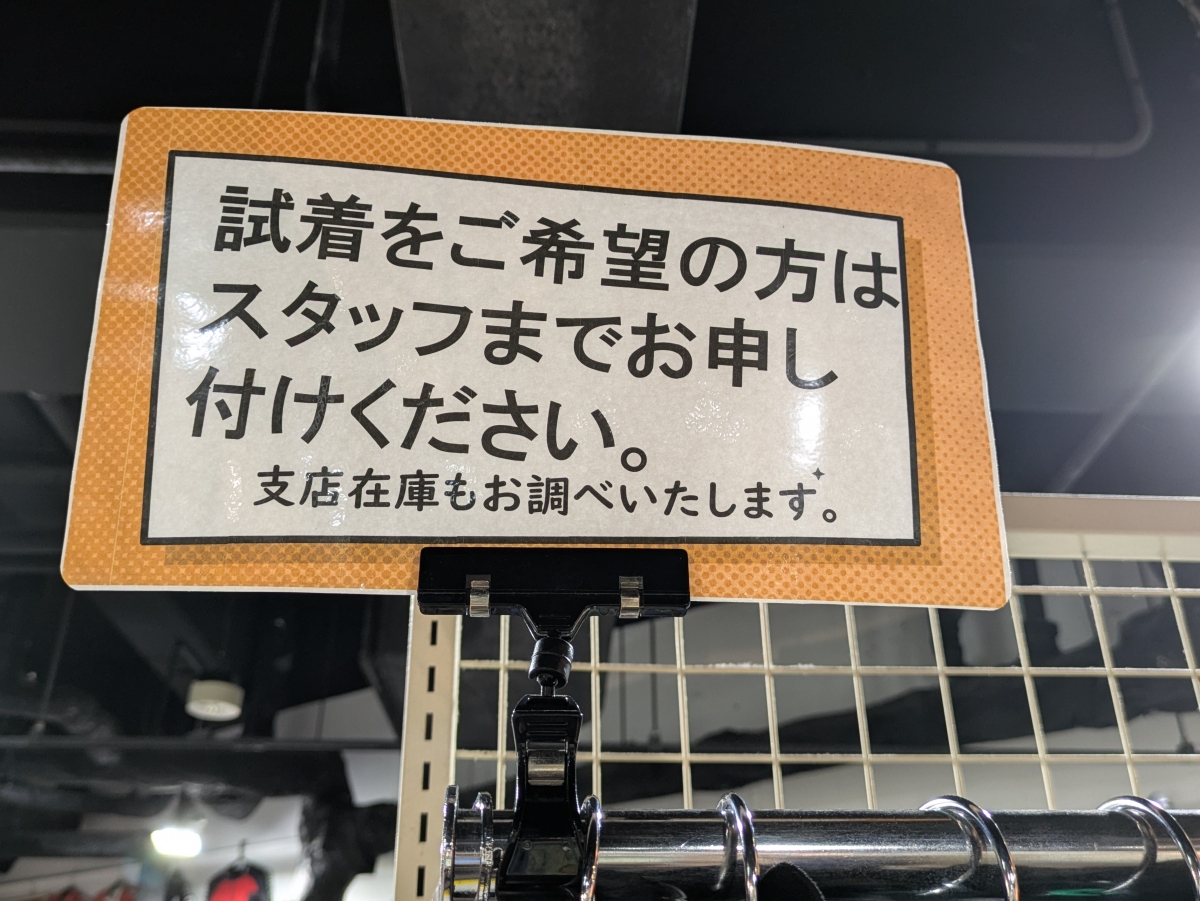 試着をご希望の方は
スタッフまでお申し
付けください。
支店在庫もお調べいたします。